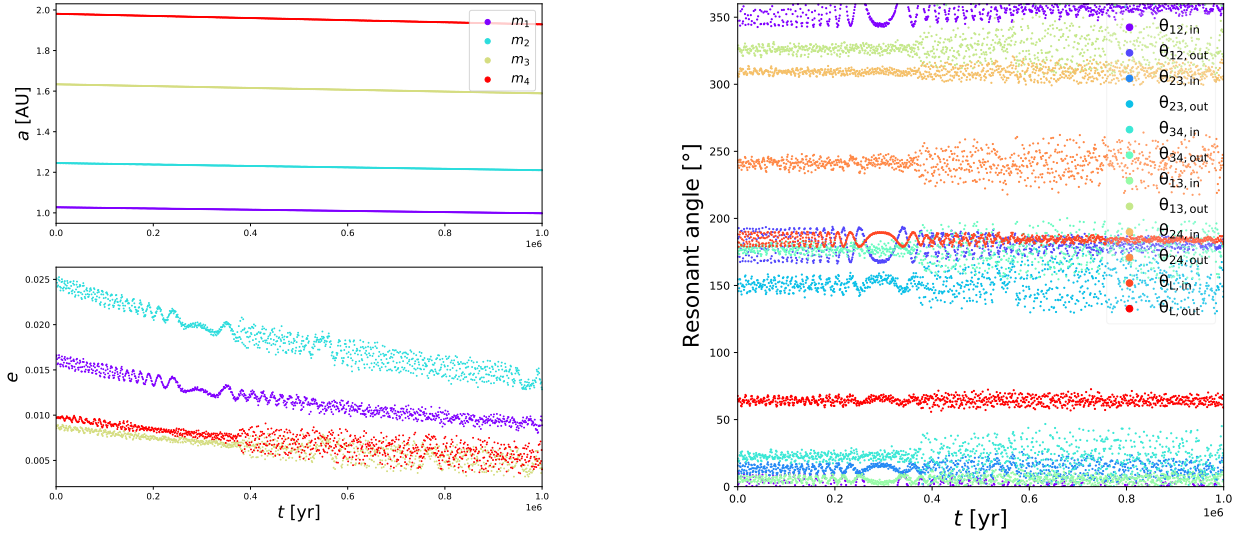 2.0
1.8
1.6
1.4
1.2
1.0
a [AU]
m₁
m₂
m₃
m₄
0.0 0.2 0.4 0.6 0.8 1.0
1e6
0.025
0.020
0.015
0.010
0.005
e
0.0 0.2 0.4 0.6 0.8 1.0
1e6
t [yr]
350
300
250
200
150
100
50
0
Resonant angle [°]
θ₁₂,in
θ₁₂,out
θ₂₃,in
θ₂₃,out
θ₃₄,in
θ₃₄,out
θ₁₃,in
θ₁₃,out
θ₂₄,in
θ₂₄,out
θL,in
θL,out
0.0 0.2 0.4 0.6 0.8 1.0
1e6
t [yr]